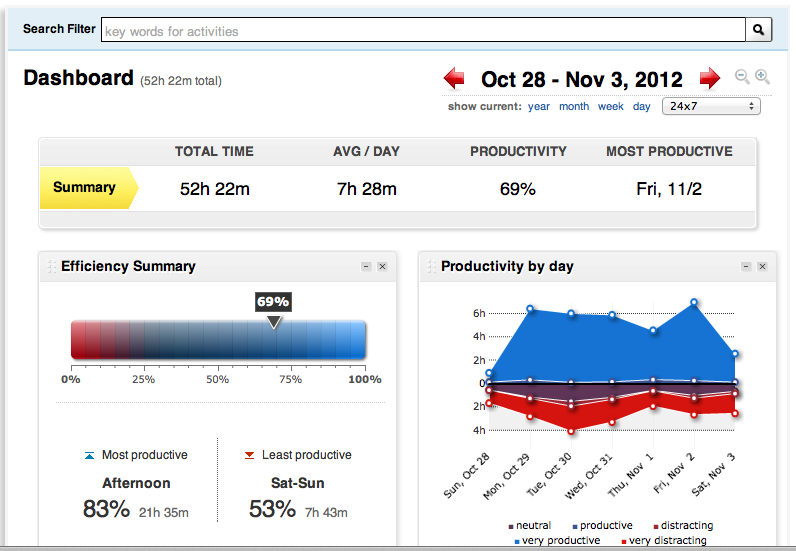 Search Filter key words for activities
Dashboard (52h 22m total) Oct 28 - Nov 3, 2012
show current: year month week day 24x7
TOTAL TIME AVG / DAY PRODUCTIVITY MOST PRODUCTIVE
Summary 52h 22m 7h 28m 69% Fri, 11/2
Efficiency Summary
69%
0% 25% 50% 75% 100%
Most productive Least productive
Afternoon Sat-Sun
83% 21h 35m 53% 7h 43m
Productivity by day
6h
4h
2h
0
2h
4h
Sun, Oct 28 Mon, Oct 29 Tue, Oct 30 Wed, Oct 31 Thu, Nov 1 Fri, Nov 2 Sat, Nov 3
neutral productive distracting
very productive very distracting